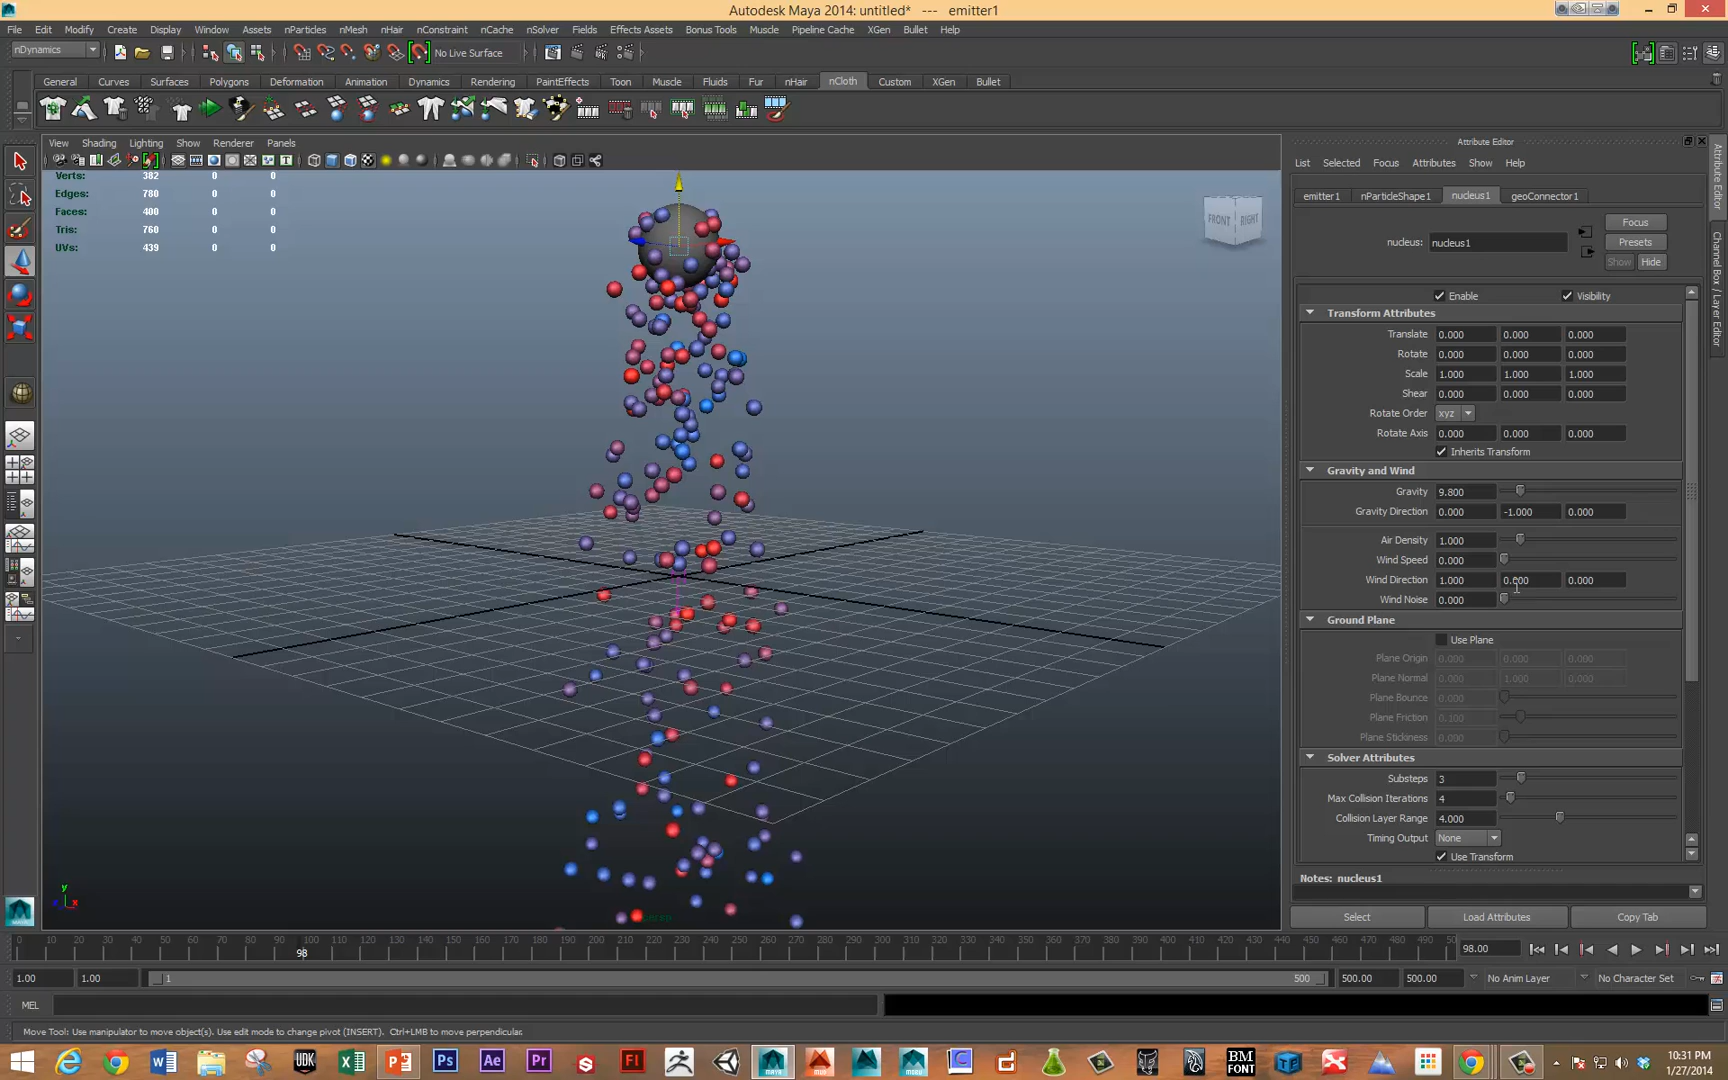 Autodesk Maya 2014: untitled* --- emitter1
File Edit Modify Create Display Window Assets nParticles nMesh nHair nConstraint nCache nSolver Fields Effects Assets Bonus Tools Muscle Pipeline Cache XGen Bullet Help
nDynamics No Live Surface
General Curves Surfaces Polygons Deformation Animation Dynamics Rendering PaintEffects Toon Muscle Fluids Fur nHair nCloth Custom XGen Bullet
View Shading Lighting Show Renderer Panels
Verts: 382 0 0
Edges: 780 0 0
Faces: 400 0 0
Tris: 760 0 0
UVs: 439 0 0
FRONT RIGHT
y
x
persp
Attribute Editor
List Selected Focus Attributes Show Help
emitter1 nParticleShape1 nucleus1 geoConnector1
Focus
nucleus: nucleus1 Presets
Show Hide
Enable Visibility
Transform Attributes
Translate 0.000 0.000 0.000
Rotate 0.000 0.000 0.000
Scale 1.000 1.000 1.000
Shear 0.000 0.000 0.000
Rotate Order xyz
Rotate Axis 0.000 0.000 0.000
Inherits Transform
Gravity and Wind
Gravity 9.800
Gravity Direction 0.000 -1.000 0.000
Air Density 1.000
Wind Speed 0.000
Wind Direction 1.000 0.000 0.000
Wind Noise 0.000
Ground Plane
Use Plane
Plane Origin 0.000 0.000 0.000
Plane Normal 0.000 1.000 0.000
Plane Bounce 0.000
Plane Friction 0.100
Plane Stickiness 0.000
Solver Attributes
Substeps 3
Max Collision Iterations 4
Collision Layer Range 4.000
Timing Output None
Use Transform
Notes: nucleus1
Select Load Attributes Copy Tab
Attribute Editor
Channel Box / Layer Editor
0 10 20 30 40 50 60 70 80 90 100 110 120 130 140 150 160 170 180 190 200 210 220 230 240 250 260 270 280 290 300 310 320 330 340 350 360 370 380 390 400 410 420 430 440 450 460 470 480 490 50
98 98.00
1.00 1.00 1 500 500.00 500.00 No Anim Layer No Character Set
MEL
Move Tool: Use manipulator to move object(s). Use edit mode to change pivot (INSERT). Ctrl+LMB to move perpendicular.
UDK Ps Ae Pr Fl BM FONT
10:31 PM
1/27/2014